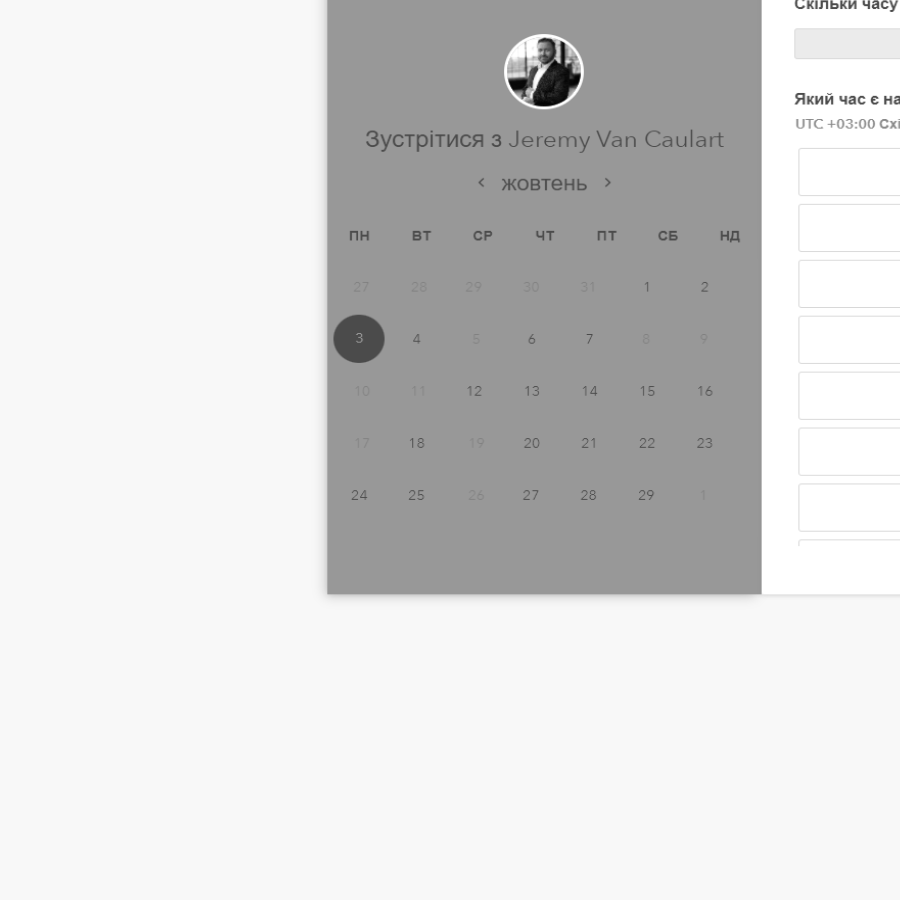 Скільки часу
Який час є на
UTC +03:00 Схі
Зустрітися з Jeremy Van Caulart
жовтень
ПН ВТ СР ЧТ ПТ СБ НД
27 28 29 30 31 1 2
3 4 5 6 7 8 9
10 11 12 13 14 15 16
17 18 19 20 21 22 23
24 25 26 27 28 29 1